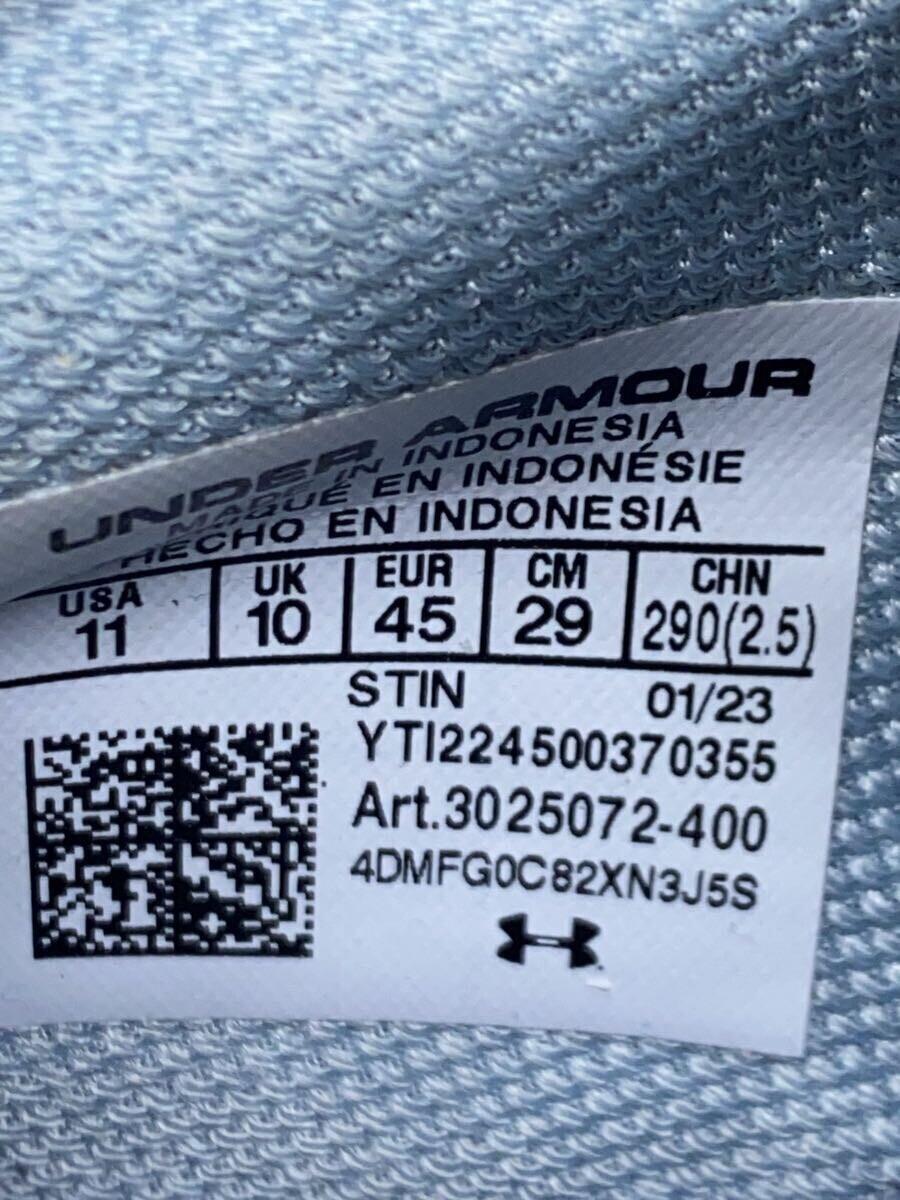 UNDER ARMOUR
MADE IN INDONESIA
FABRIQUÉ EN INDONÉSIE
HECHO EN INDONESIA
USA UK EUR CM CHN
11 10 45 29 290(2.5)
STIN 01/23
YTI224500370355
Art.3025072-400
4DMFG0C82XN3J5S